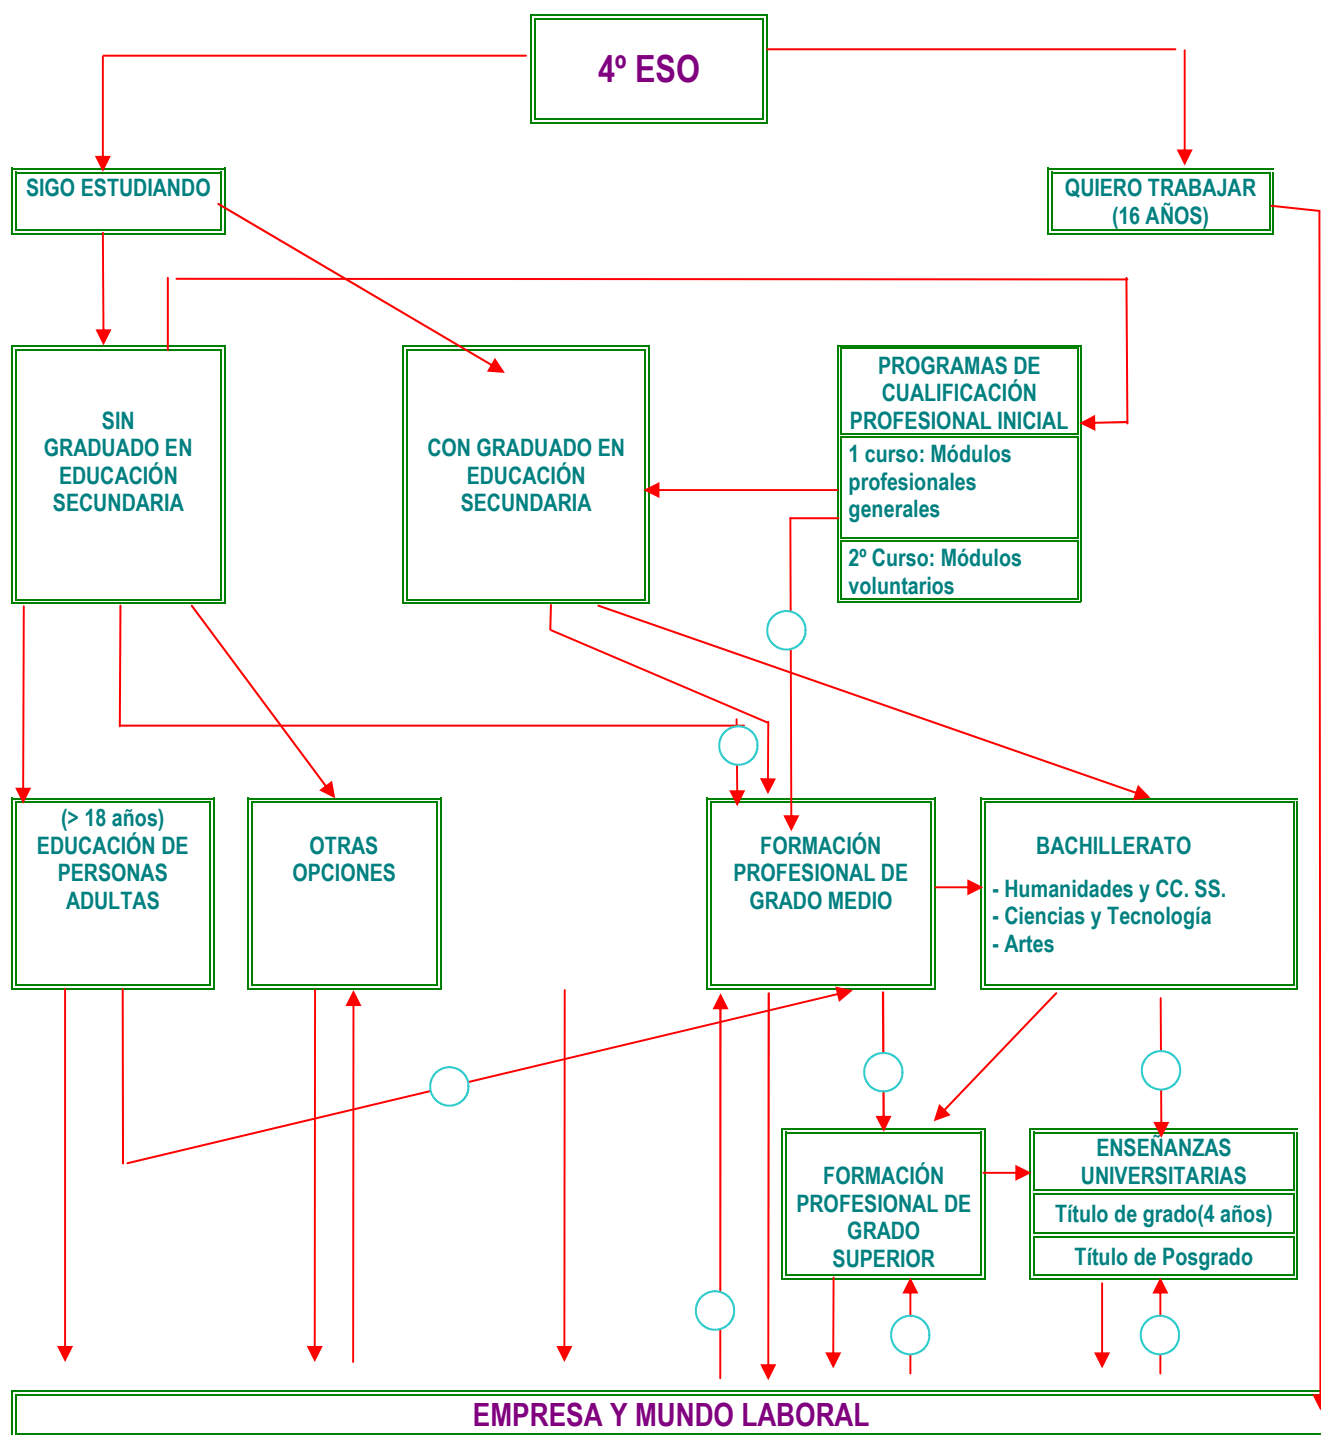 4º ESO
SIGO ESTUDIANDO
QUIERO TRABAJAR
(16 AÑOS)
SIN
GRADUADO EN
EDUCACIÓN
SECUNDARIA
CON GRADUADO EN
EDUCACIÓN
SECUNDARIA
PROGRAMAS DE
CUALIFICACIÓN
PROFESIONAL INICIAL
1 curso: Módulos
profesionales
generales
2º Curso: Módulos
voluntarios
(> 18 años)
EDUCACIÓN DE
PERSONAS
ADULTAS
OTRAS
OPCIONES
FORMACIÓN
PROFESIONAL DE
GRADO MEDIO
BACHILLERATO
- Humanidades y CC. SS.
- Ciencias y Tecnología
- Artes
FORMACIÓN
PROFESIONAL DE
GRADO
SUPERIOR
ENSEÑANZAS
UNIVERSITARIAS
Título de grado(4 años)
Título de Posgrado
EMPRESA Y MUNDO LABORAL